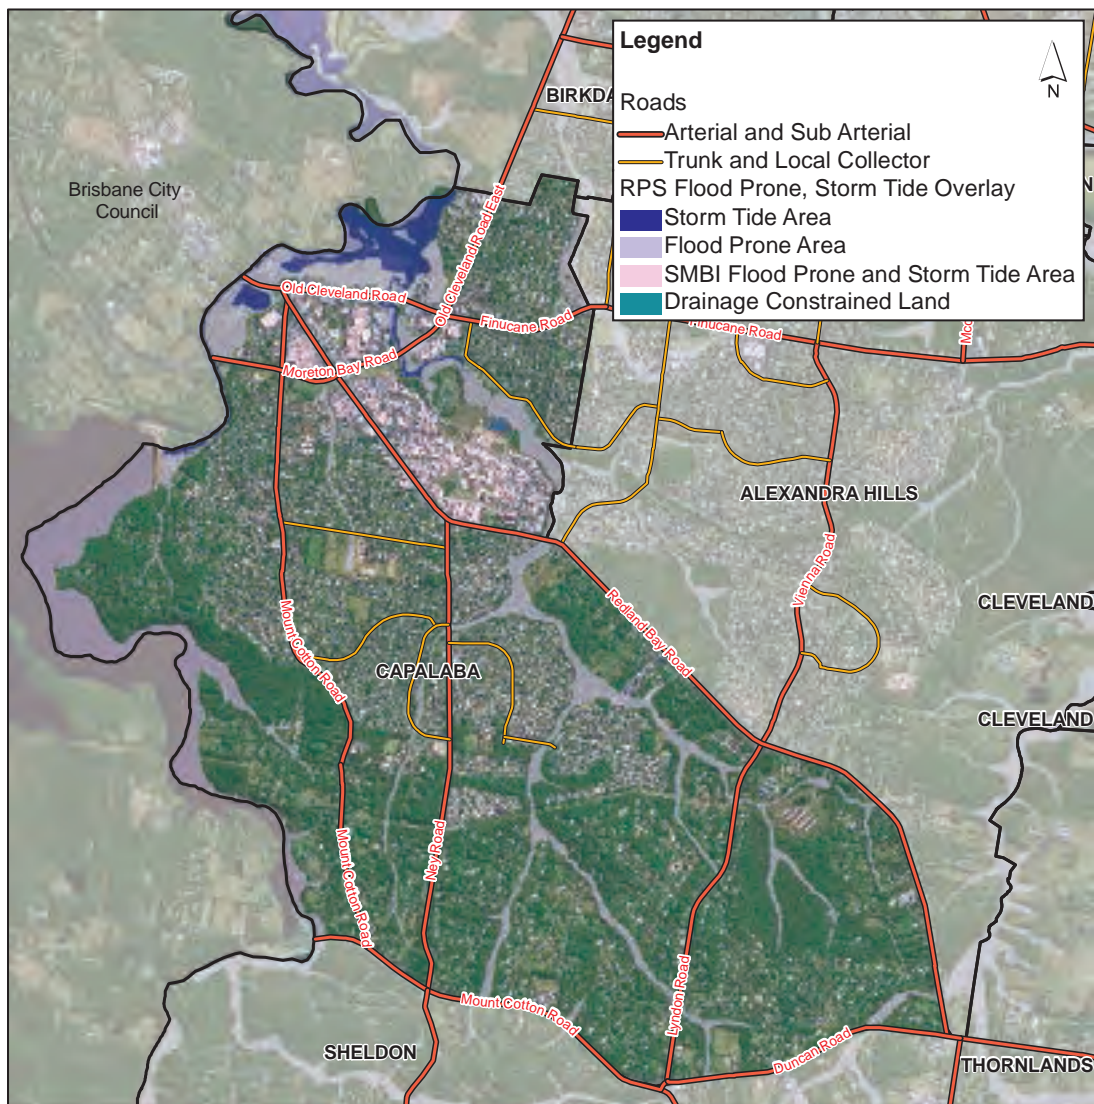 Legend
N
Roads
Arterial and Sub Arterial
Trunk and Local Collector
RPS Flood Prone, Storm Tide Overlay
Storm Tide Area
Flood Prone Area
SMBI Flood Prone and Storm Tide Area
Drainage Constrained Land
BIRKDA
N
Brisbane City
Council
Old Cleveland Road East
Old Cleveland Road
Finucane Road
Finucane Road
Mco
Moreton Bay Road
ALEXANDRA HILLS
Vienna Road
CLEVELAND
Redland Bay Road
Mount Cotton Road
CAPALABA
CLEVELAND
Ney Road
Mount Cotton Road
Lyndon Road
Mount Cotton Road
Duncan Road
SHELDON
THORNLANDS